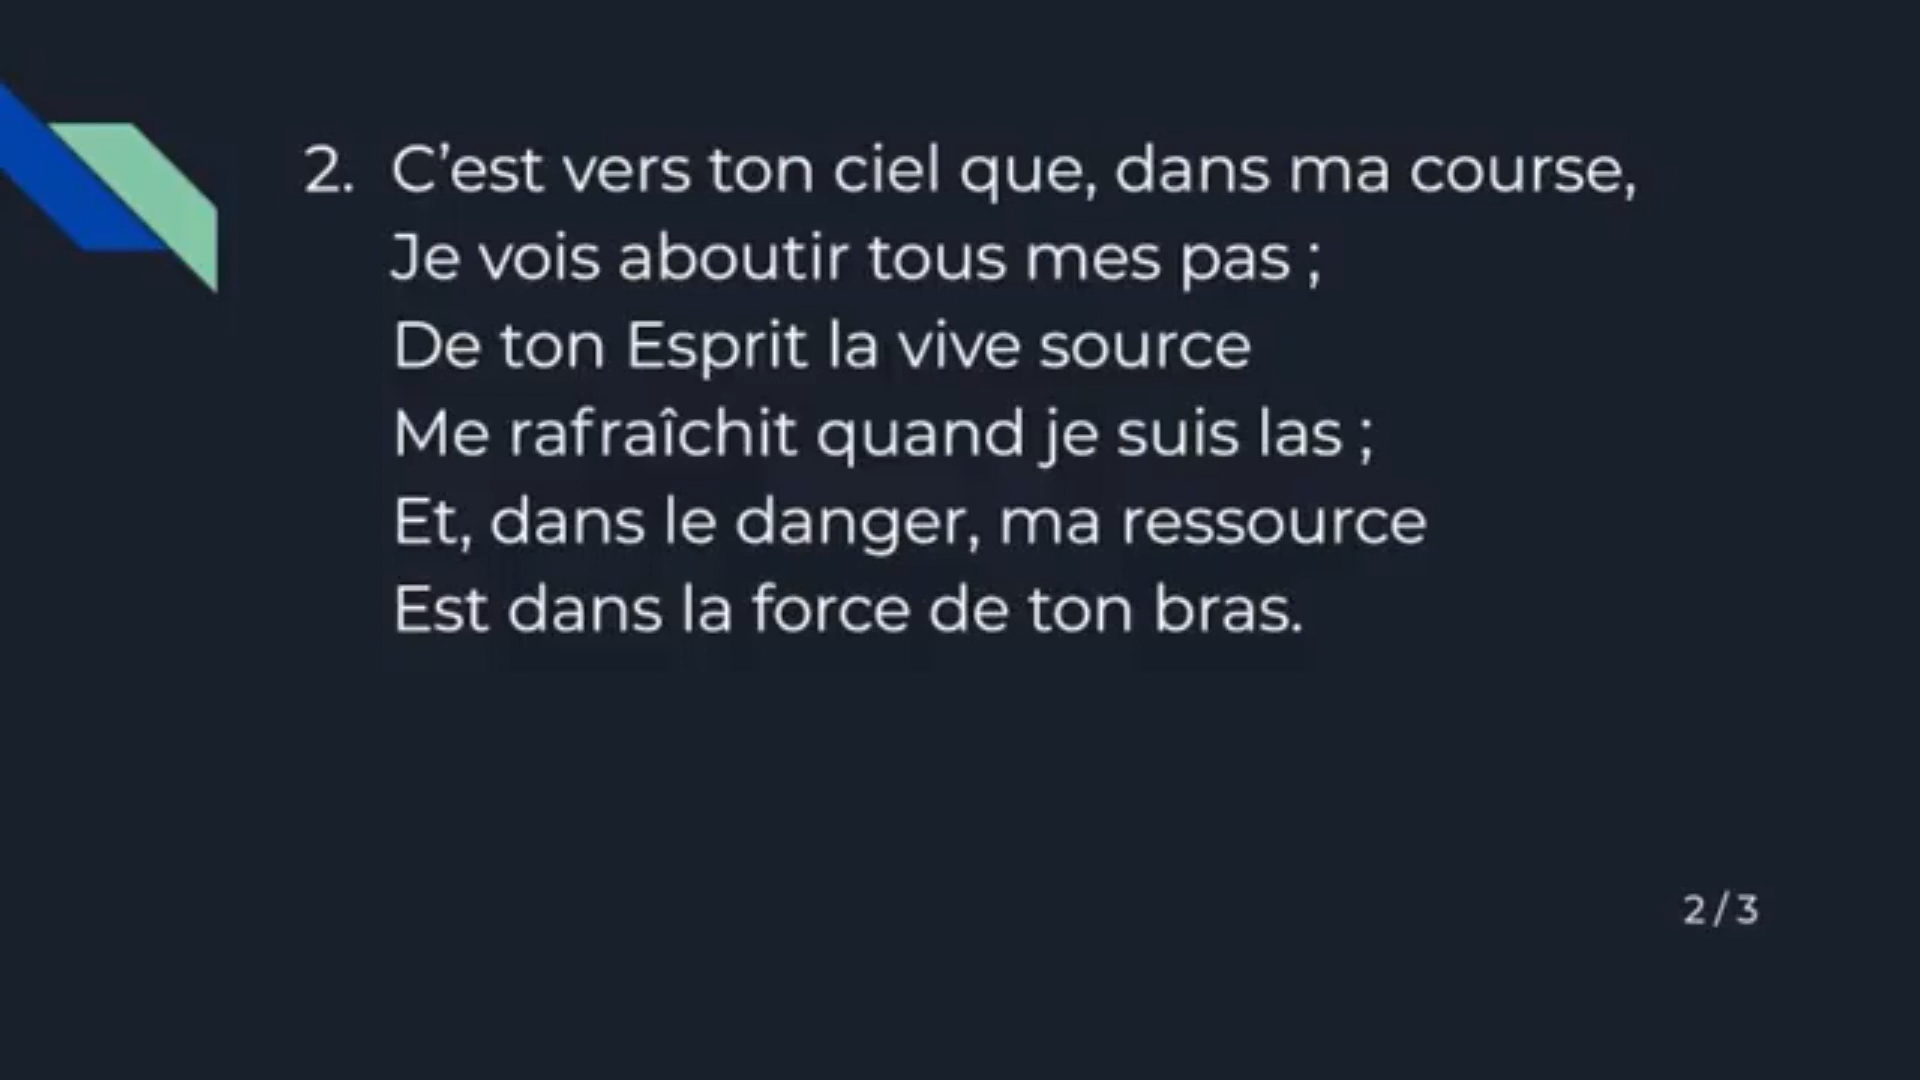 2. C’est vers ton ciel que, dans ma course,
Je vois aboutir tous mes pas ;
De ton Esprit la vive source
Me rafraîchit quand je suis las ;
Et, dans le danger, ma ressource
Est dans la force de ton bras.
2 / 3